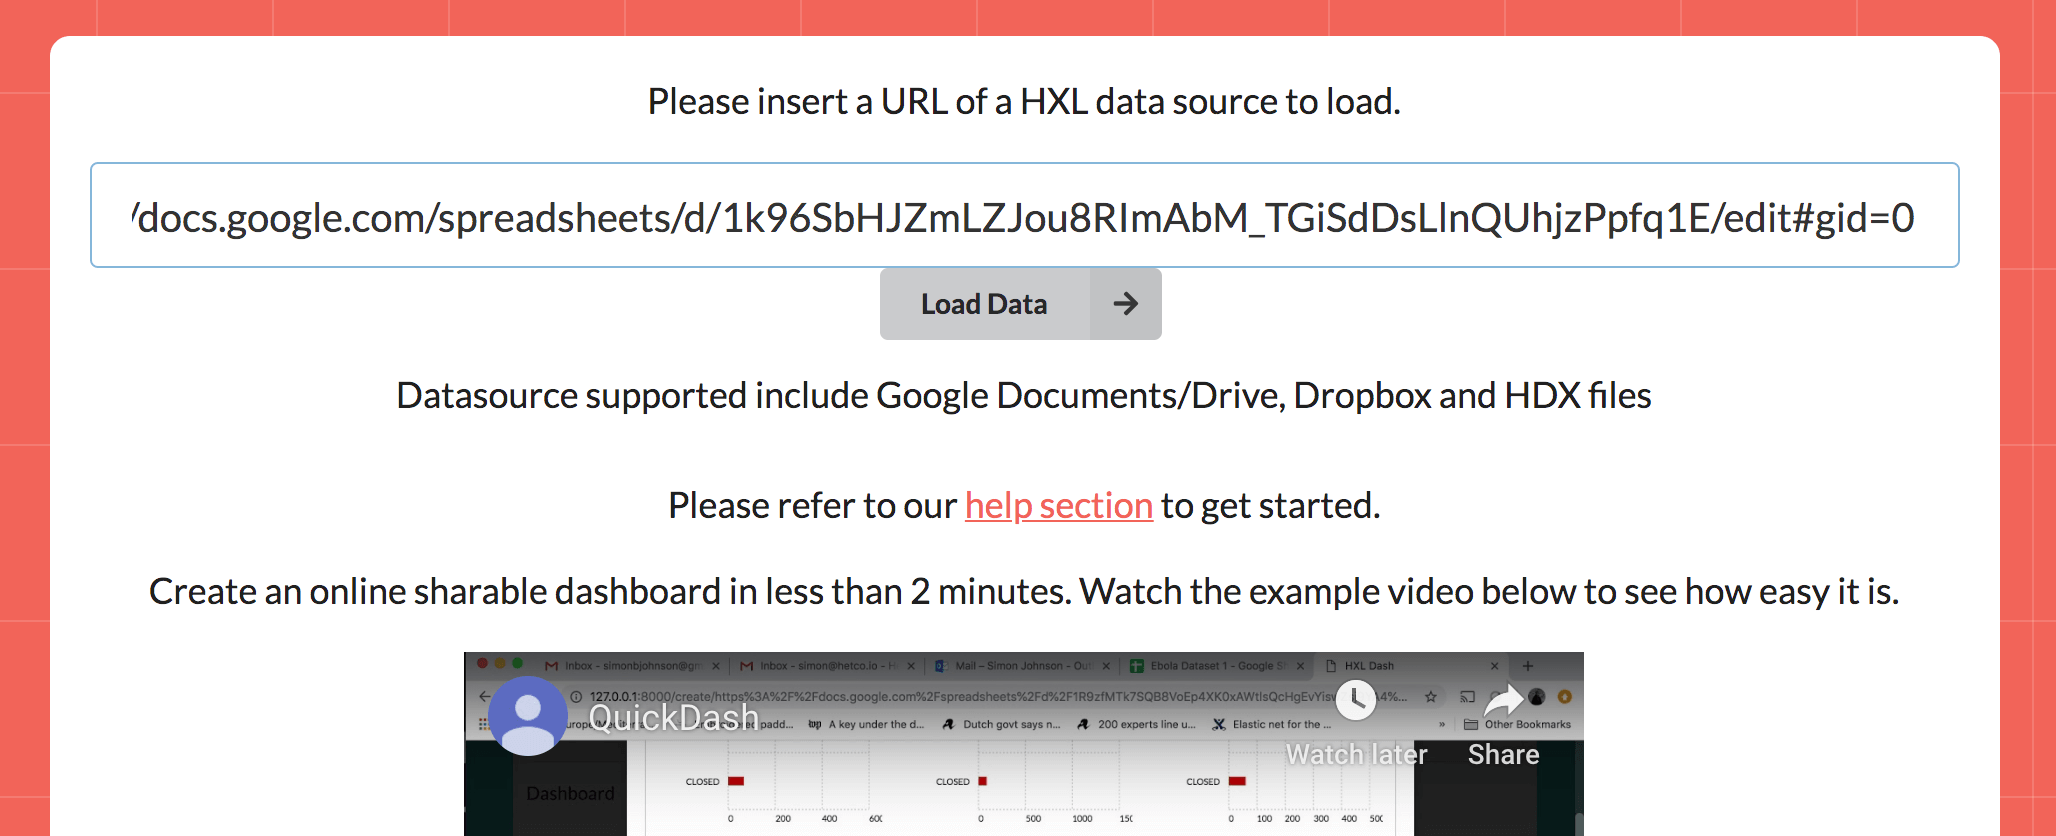 Please insert a URL of a HXL data source to load.
/docs.google.com/spreadsheets/d/1k96SbHJZmLZJou8RImAbM_TGiSdDsLlnQUhjzPpfq1E/edit#gid=0
Load Data
Datasource supported include Google Documents/Drive, Dropbox and HDX files
Please refer to our help section to get started.
Create an online sharable dashboard in less than 2 minutes. Watch the example video below to see how easy it is.
Inbox - simonbjohnson@gm Inbox - simon@hetco.io - H Mail – Simon Johnson - Out Ebola Dataset 1 - Google Sh HXL Dash
127.0.0.1:8000/create/https%3A%2F%2Fdocs.google.com%2Fspreadsheets%2Fd%2F1R9zfMTk7SQB8VoEp4XK0xAWtIsQcHgEvYisv 4%...
QuickDash padd... A key under the d... Dutch govt says n... 200 experts line u... Elastic net for the ... » Other Bookmarks
Watch later Share
CLOSED CLOSED CLOSED
Dashboard
0 200 400 600 0 500 1000 150 0 100 200 300 400 500